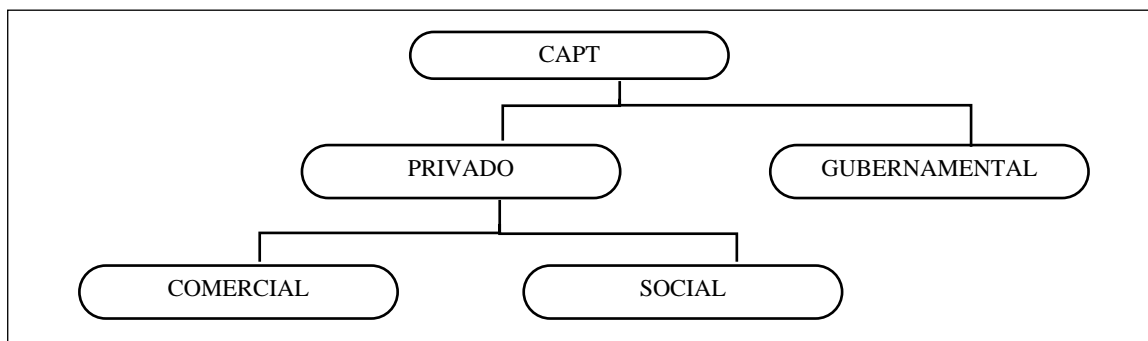 CAPT
PRIVADO
GUBERNAMENTAL
COMERCIAL
SOCIAL